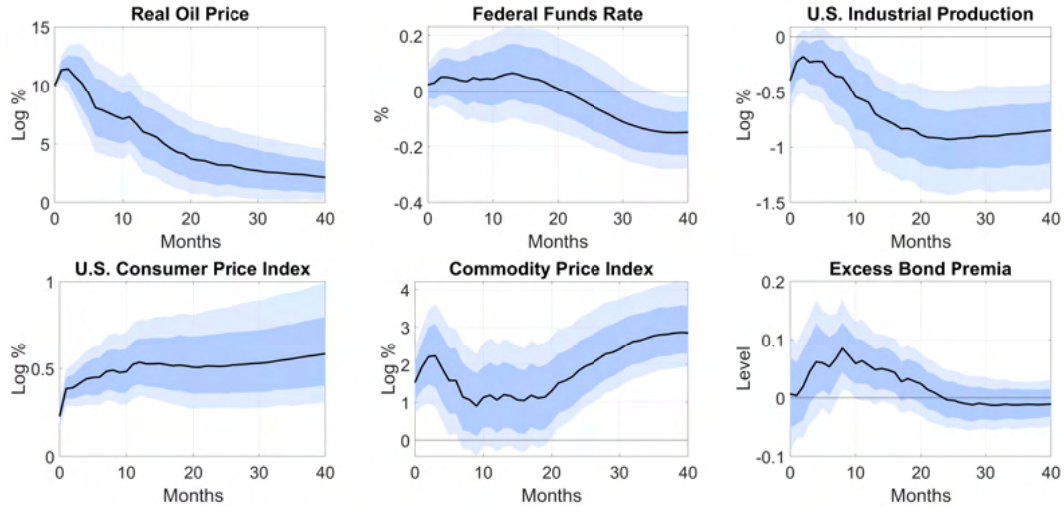 Real Oil Price
15
10
5
0
Log %
0 10 20 30 40
Months
Federal Funds Rate
0.2
0
-0.2
-0.4
%
0 10 20 30 40
Months
U.S. Industrial Production
0
-0.5
-1
-1.5
Log %
0 10 20 30 40
Months
U.S. Consumer Price Index
1
0.5
0
Log %
0 10 20 30 40
Months
Commodity Price Index
4
3
2
1
0
Log %
0 10 20 30 40
Months
Excess Bond Premia
0.2
0.1
0
-0.1
Level
0 10 20 30 40
Months